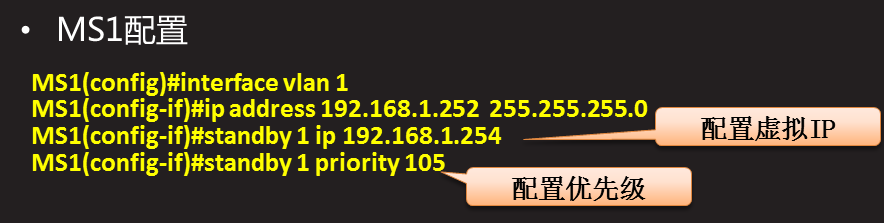 • MS1配置
MS1(config)#interface vlan 1
MS1(config-if)#ip address 192.168.1.252 255.255.255.0
MS1(config-if)#standby 1 ip 192.168.1.254
配置虚拟IP
MS1(config-if)#standby 1 priority 105
配置优先级